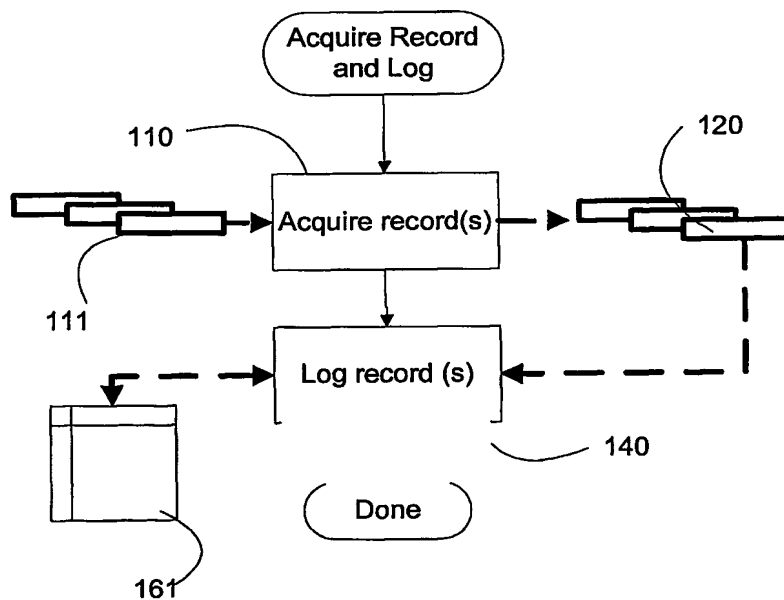 Acquire Record
and Log
110
120
Acquire record(s)
111
Log record (s)
140
Done
161